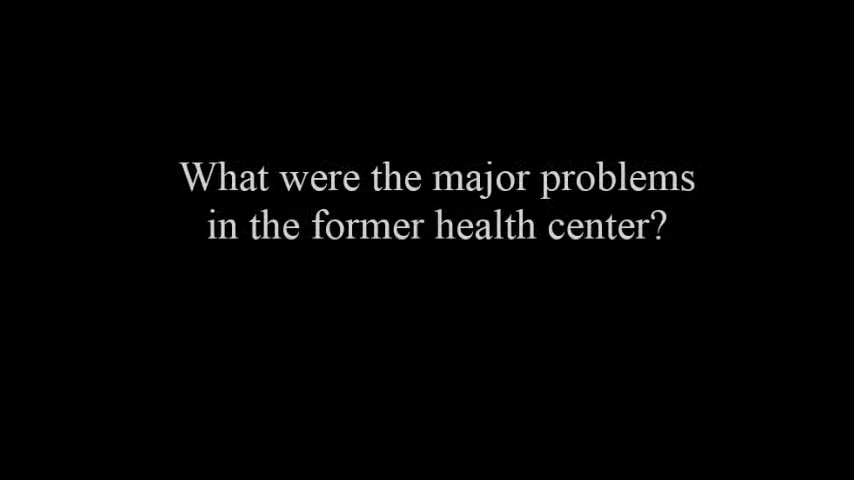 What were the major problems
in the former health center?